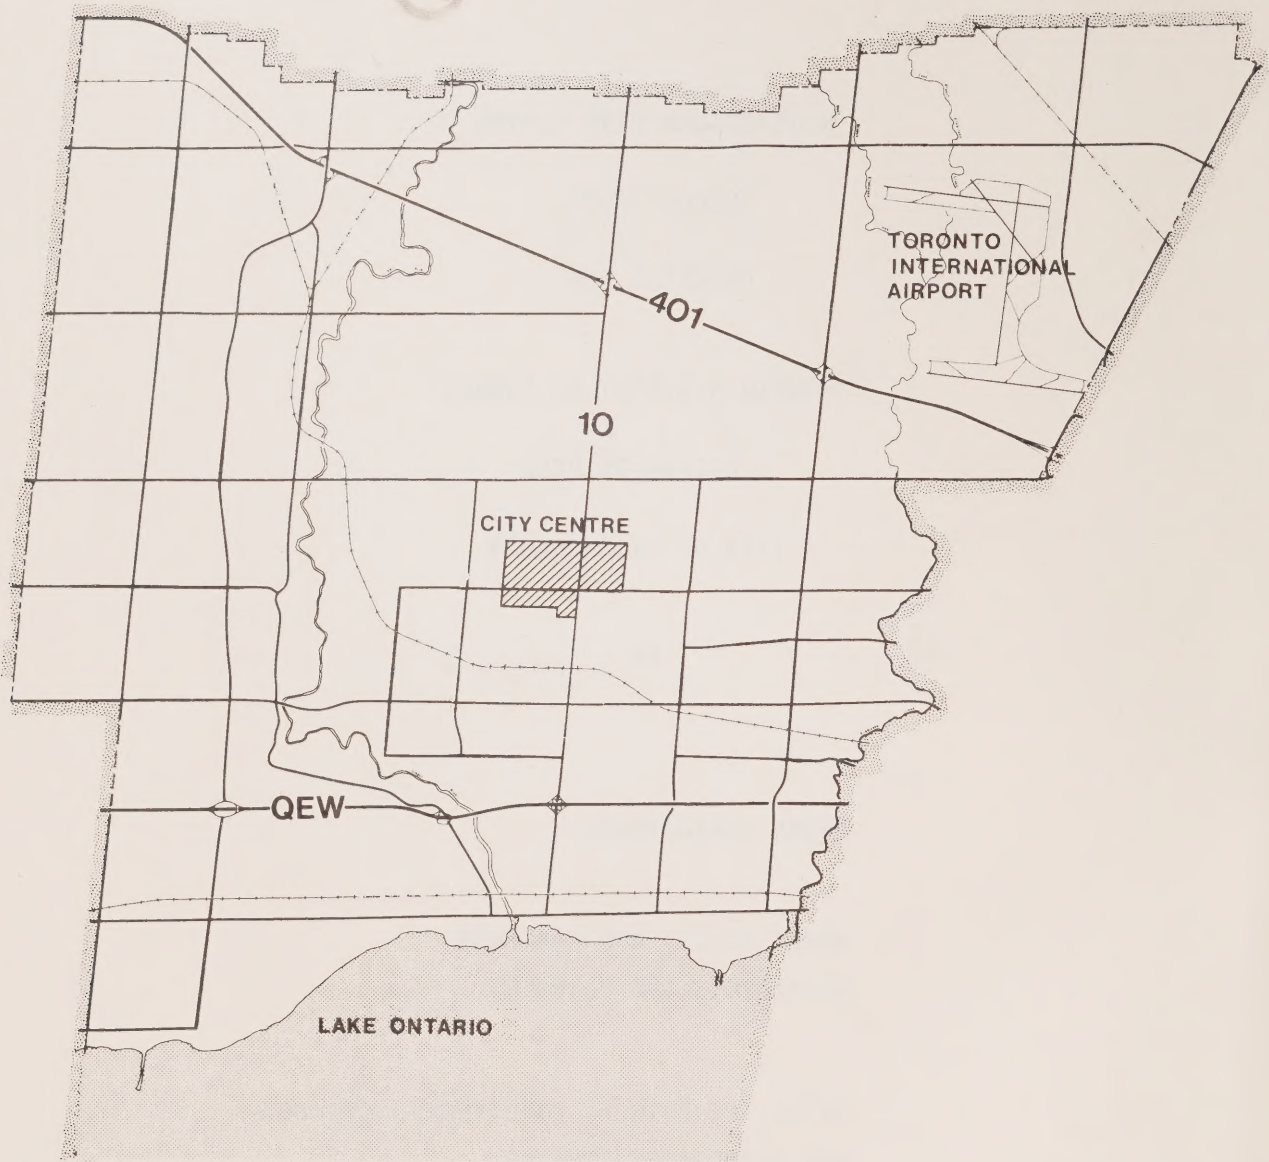 TORONTO
INTERNATIONAL
AIRPORT
401
10
CITY CENTRE
QEW
LAKE ONTARIO